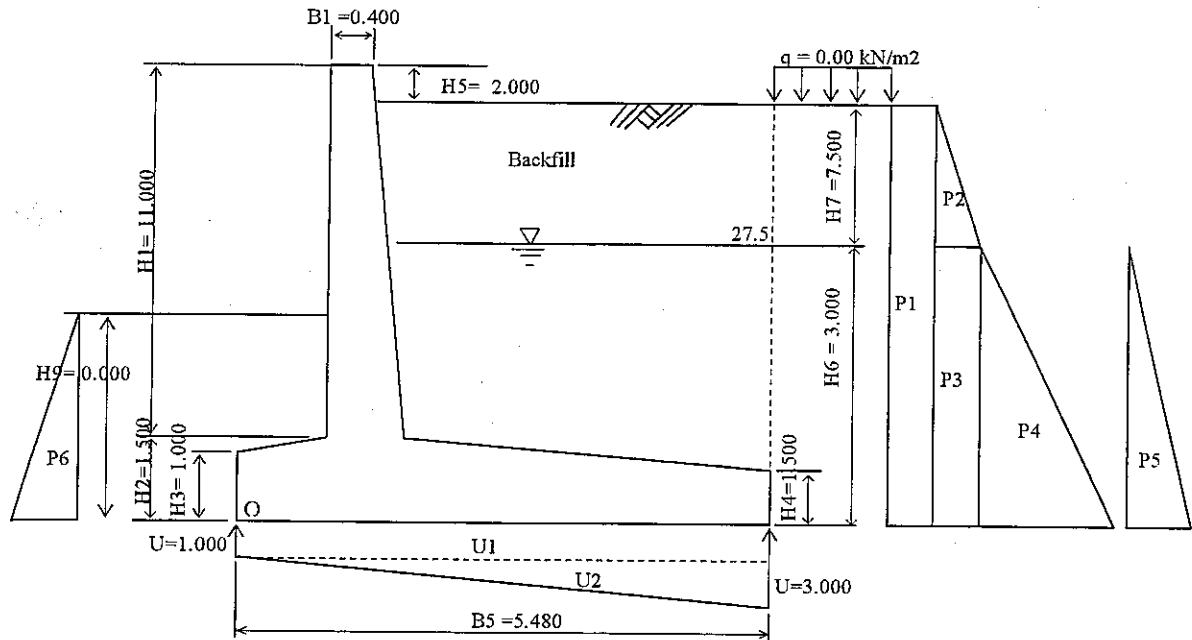 B1 =0.400
q = 0.00 kN/m2
H5= 2.000
H1= 11.000
Backfill
H7 =7.500
P2
27.5
P1
H6 = 3.000
H9= 0.000
P3
P4
P5
P6
H2=1.500
H3= 1.000
H4=1.500
O
U=1.000
U1
U2
U=3.000
B5 =5.480